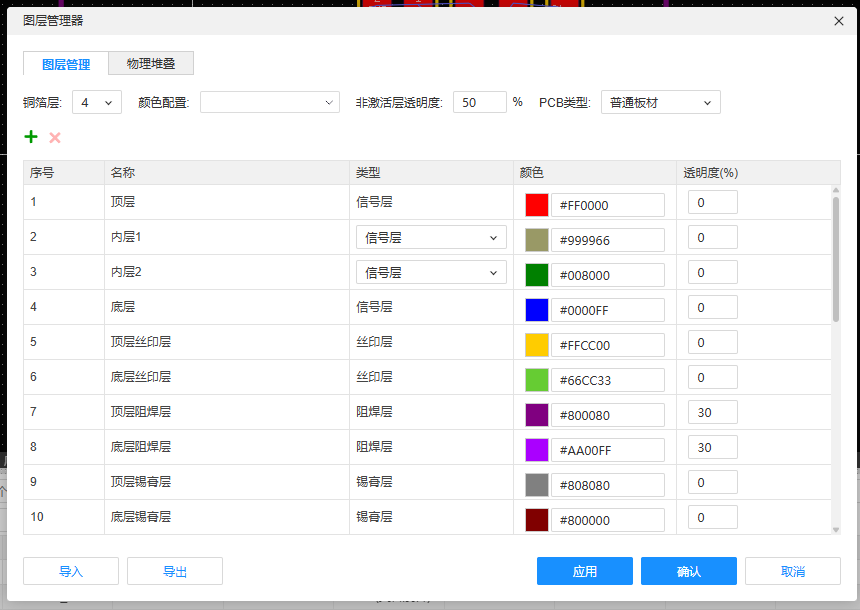 图层管理器
图层管理 物理堆叠
铜箔层: 4 颜色配置: 非激活层透明度: 50 % PCB类型: 普通板材
序号 名称 类型 颜色 透明度(%)
1 顶层 信号层 #FF0000 0
2 内层1 信号层 #999966 0
3 内层2 信号层 #008000 0
4 底层 信号层 #0000FF 0
5 顶层丝印层 丝印层 #FFCC00 0
6 底层丝印层 丝印层 #66CC33 0
7 顶层阻焊层 阻焊层 #800080 30
8 底层阻焊层 阻焊层 #AA00FF 30
9 顶层锡膏层 锡膏层 #808080 0
10 底层锡膏层 锡膏层 #800000 0
导入 导出 应用 确认 取消